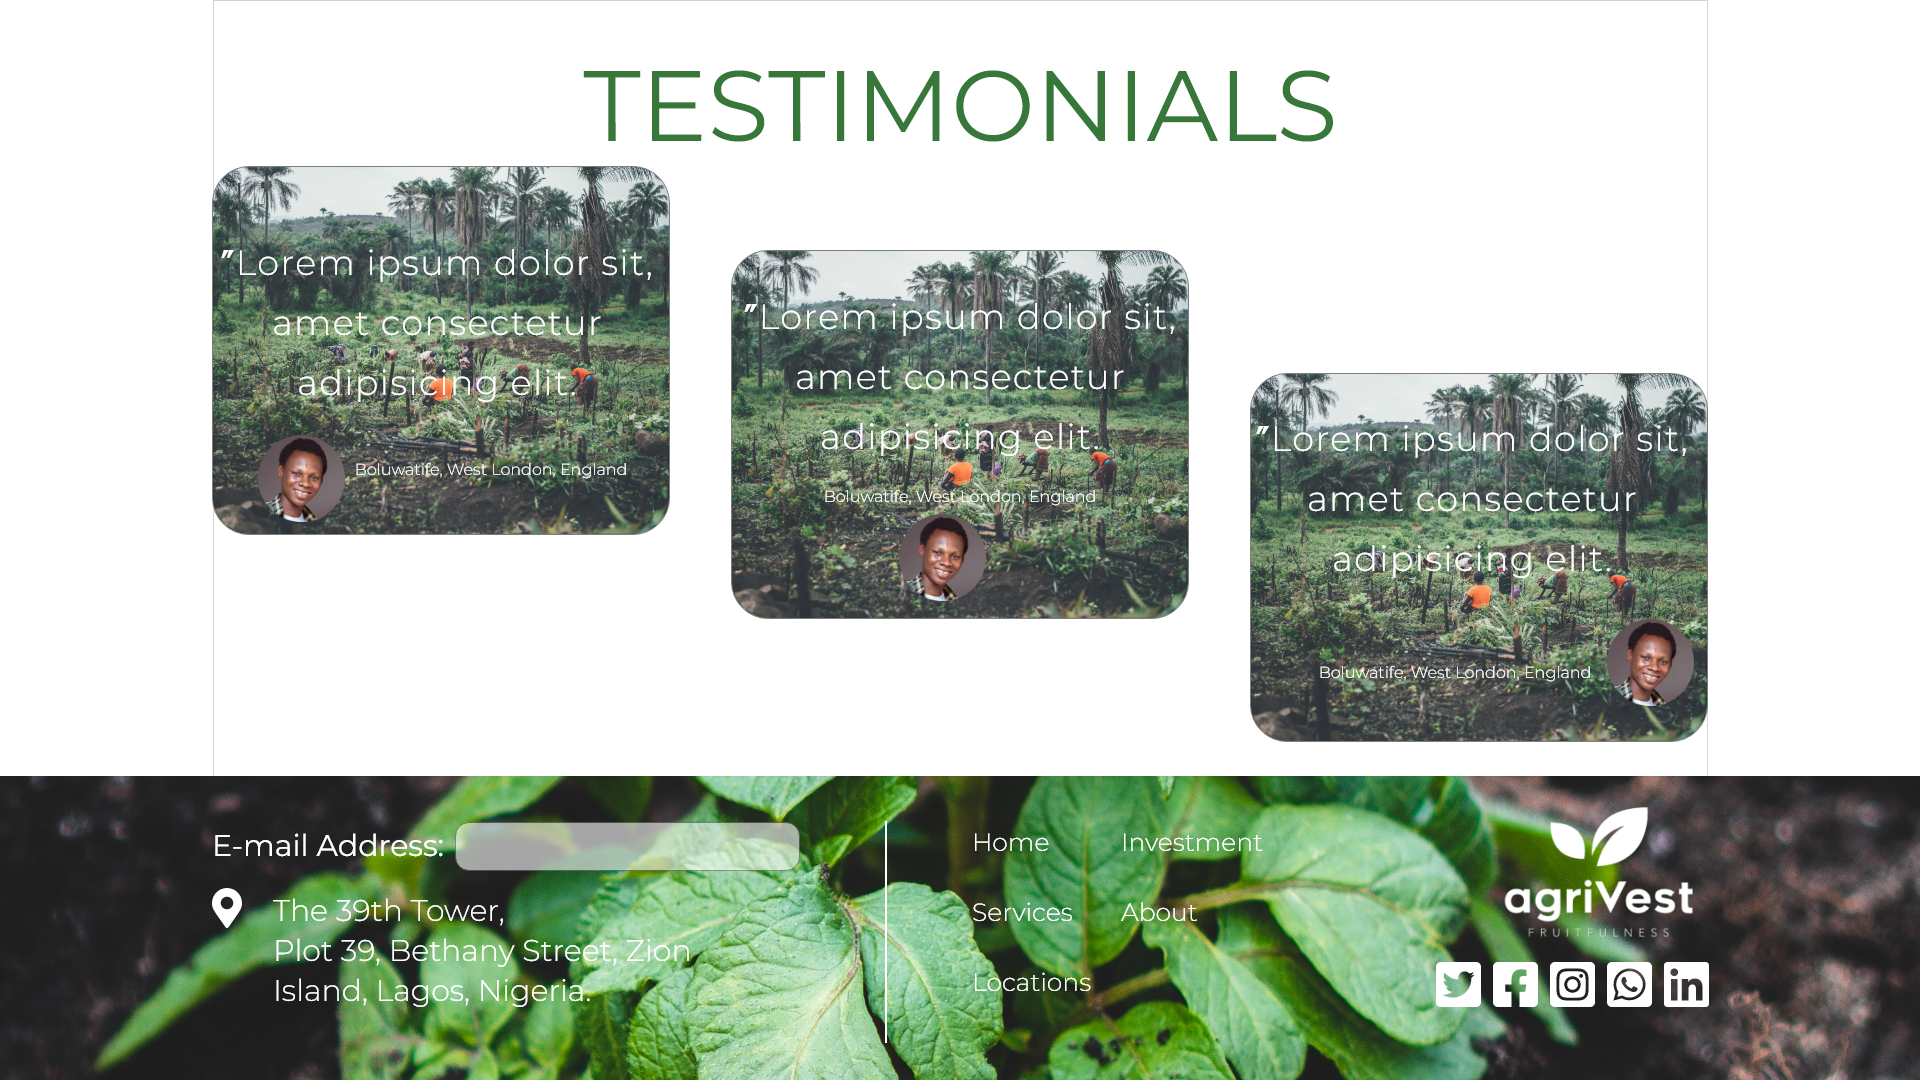 TESTIMONIALS
"Lorem ipsum dolor sit,
amet consectetur
adipisicing elit.
Boluwatife, West London, England
"Lorem ipsum dolor sit,
amet consectetur
adipisicing elit.
Boluwatife, West London, England
"Lorem ipsum dolor sit,
amet consectetur
adipisicing elit.
Boluwatife, West London, England
E-mail Address:
The 39th Tower,
Plot 39, Bethany Street, Zion
Island, Lagos, Nigeria.
Home
Investment
Services
About
Locations
agriVest
FRUITFULNESS